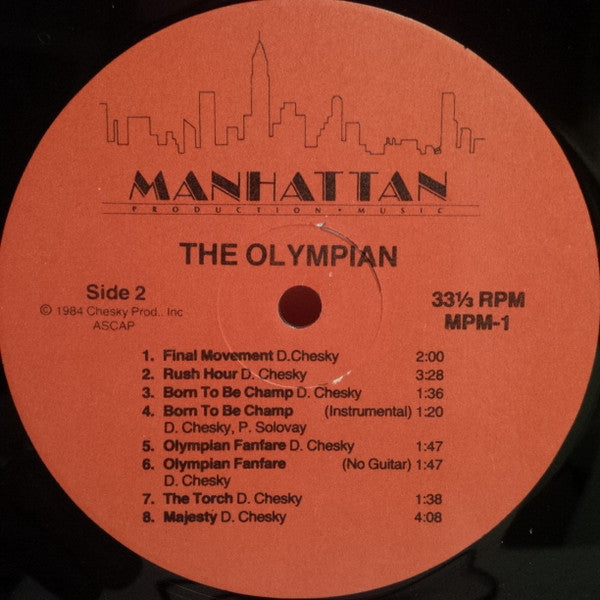 MANHATTAN
PRODUCTION • MUSIC
THE OLYMPIAN
Side 2
© 1984 Chesky Prod.. Inc
ASCAP
33⅓ RPM
MPM-1
1. Final Movement D.Chesky 2:00
2. Rush Hour D. Chesky 3:28
3. Born To Be Champ D. Chesky 1:36
4. Born To Be Champ (Instrumental) 1:20
D. Chesky, P. Solovay
5. Olympian Fanfare D. Chesky 1:47
6. Olympian Fanfare (No Guitar) 1:47
D. Chesky
7. The Torch D. Chesky 1:38
8. Majesty D. Chesky 4:08